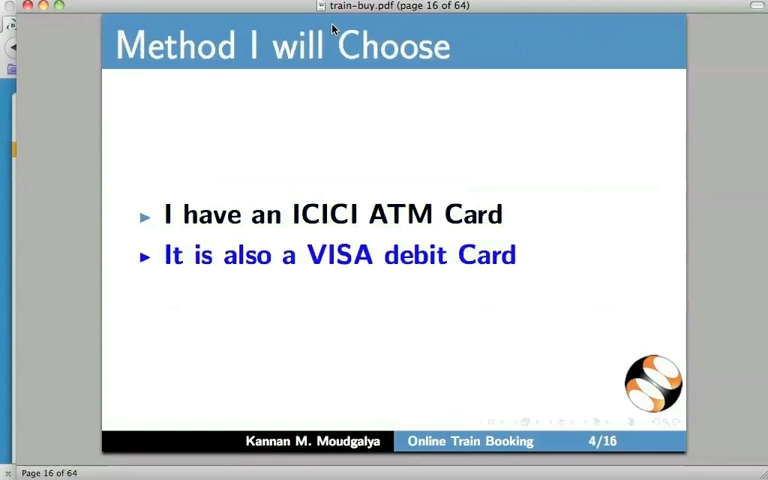 train-buy.pdf (page 16 of 64)
Method I will Choose
I have an ICICI ATM Card
It is also a VISA debit Card
Kannan M. Moudgalya Online Train Booking 4/16
Page 16 of 64